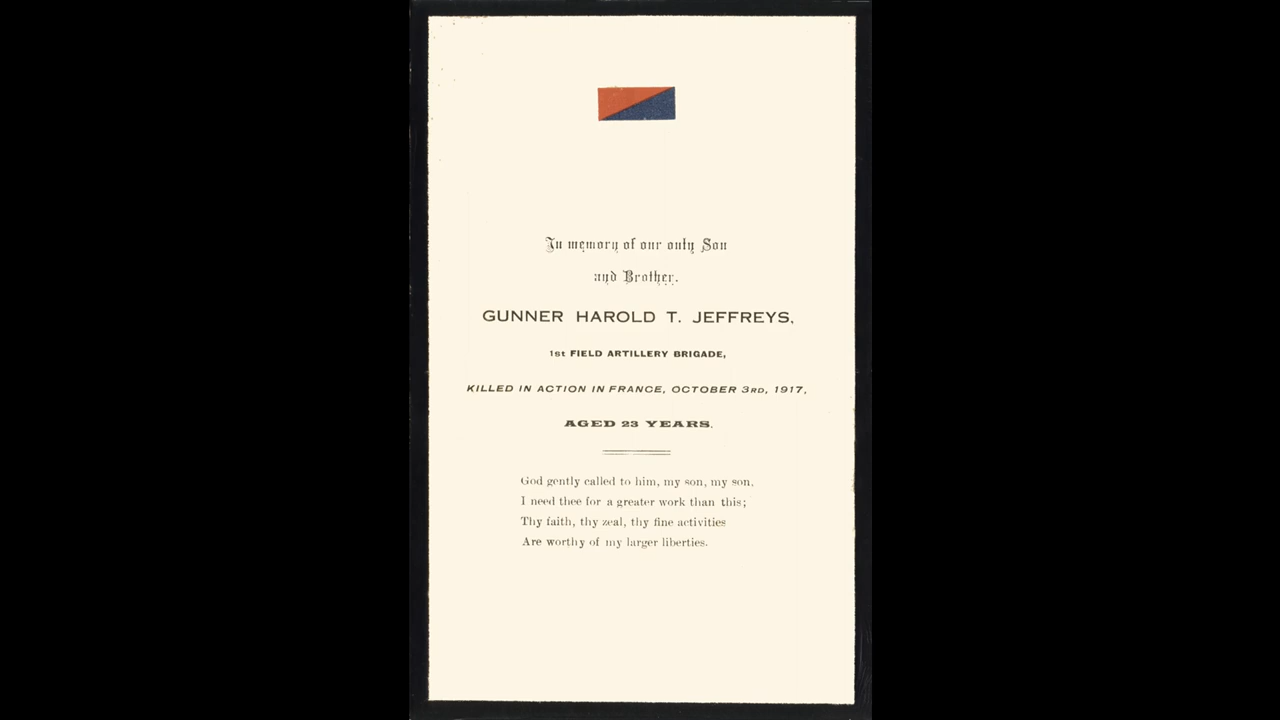 In memory of our only Son
and Brother.
GUNNER HAROLD T. JEFFREYS,
1st FIELD ARTILLERY BRIGADE,
KILLED IN ACTION IN FRANCE, OCTOBER 3RD, 1917,
AGED 23 YEARS.
God gently called to him, my son, my son,
I need thee for a greater work than this;
Thy faith, thy zeal, thy fine activities
Are worthy of my larger liberties.